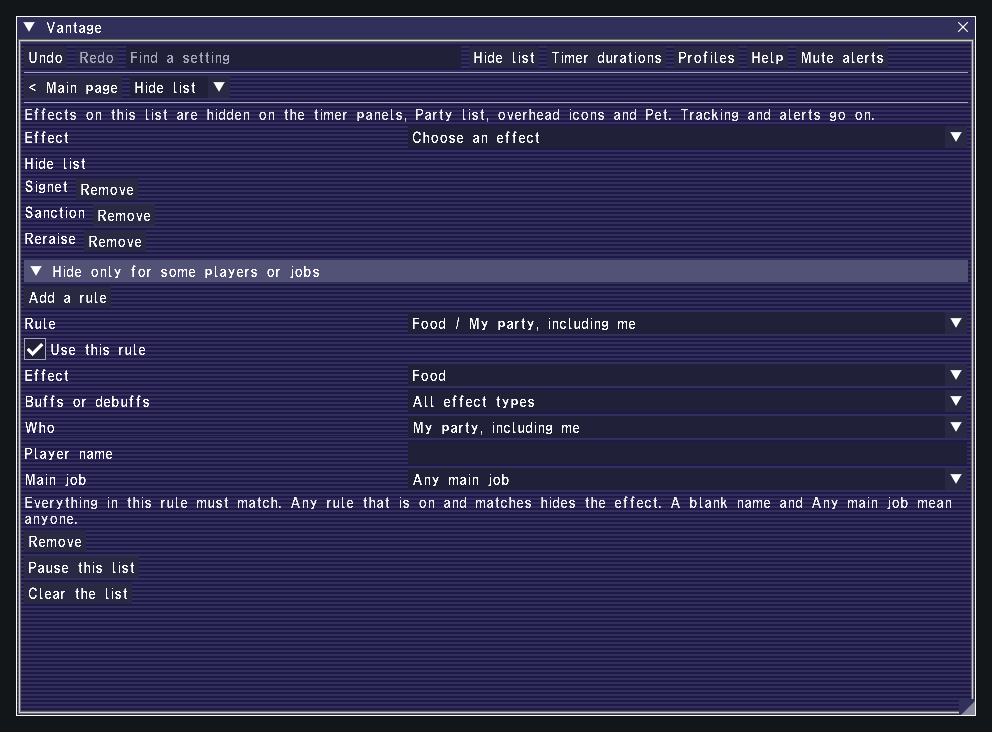 Vantage
Undo Redo Find a setting Hide list Timer durations Profiles Help Mute alerts
< Main page Hide list
Effects on this list are hidden on the timer panels, Party list, overhead icons and Pet. Tracking and alerts go on.
Effect Choose an effect
Hide list
Signet Remove
Sanction Remove
Reraise Remove
Hide only for some players or jobs
Add a rule
Rule Food / My party, including me
Use this rule
Effect Food
Buffs or debuffs All effect types
Who My party, including me
Player name
Main job Any main job
Everything in this rule must match. Any rule that is on and matches hides the effect. A blank name and Any main job mean
anyone.
Remove
Pause this list
Clear the list